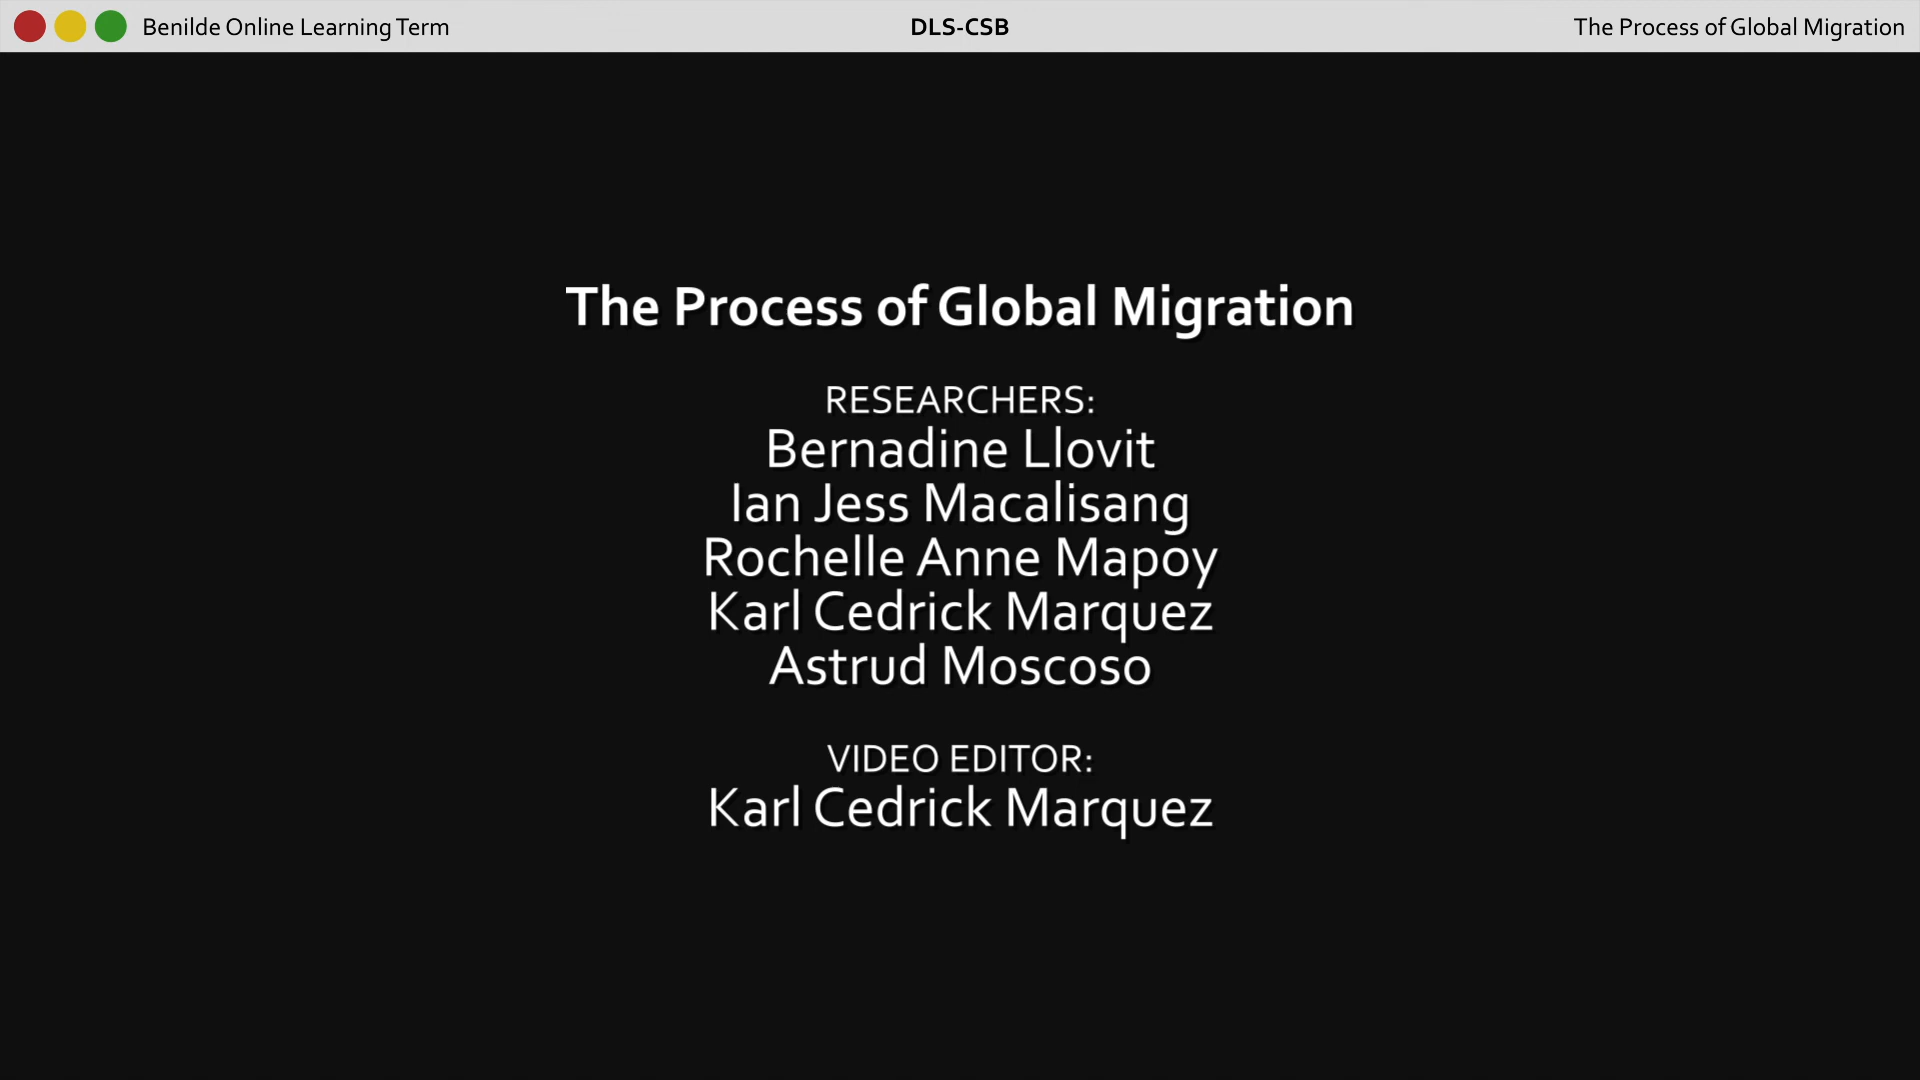 Benilde Online Learning Term
DLS-CSB
The Process of Global Migration
The Process of Global Migration
RESEARCHERS:
Bernadine Llovit
Ian Jess Macalisang
Rochelle Anne Mapoy
Karl Cedrick Marquez
Astrud Moscoso
VIDEO EDITOR:
Karl Cedrick Marquez